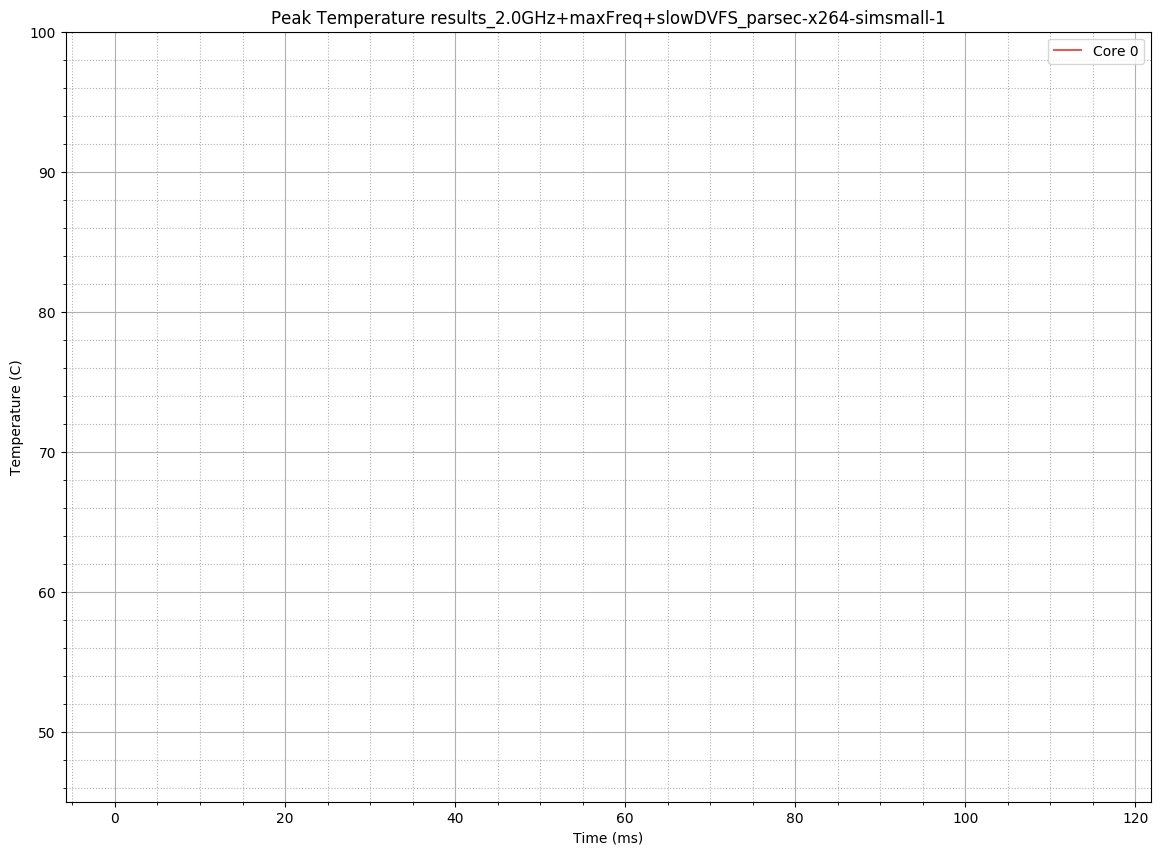 Peak Temperature results_2.0GHz+maxFreq+slowDVFS_parsec-x264-simsmall-1
Core 0
100
90
80
70
60
50
Temperature (C)
0 20 40 60 80 100 120
Time (ms)